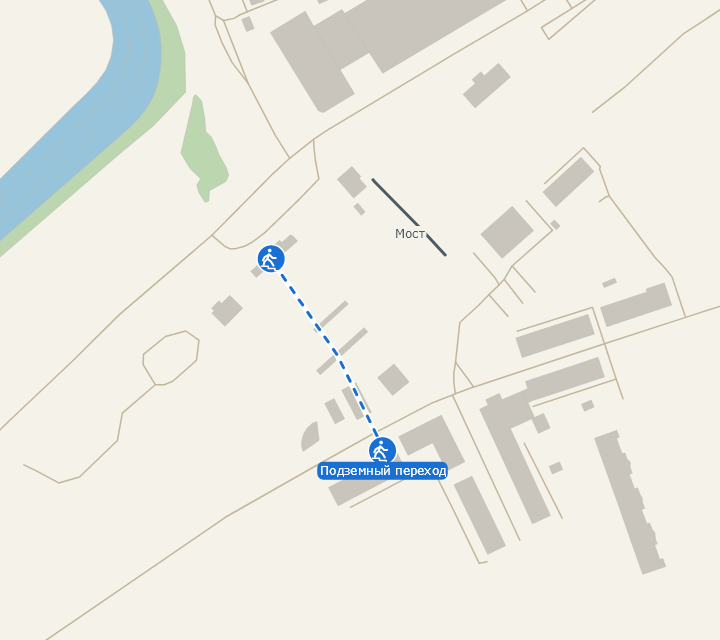 Мост
Подземный переход